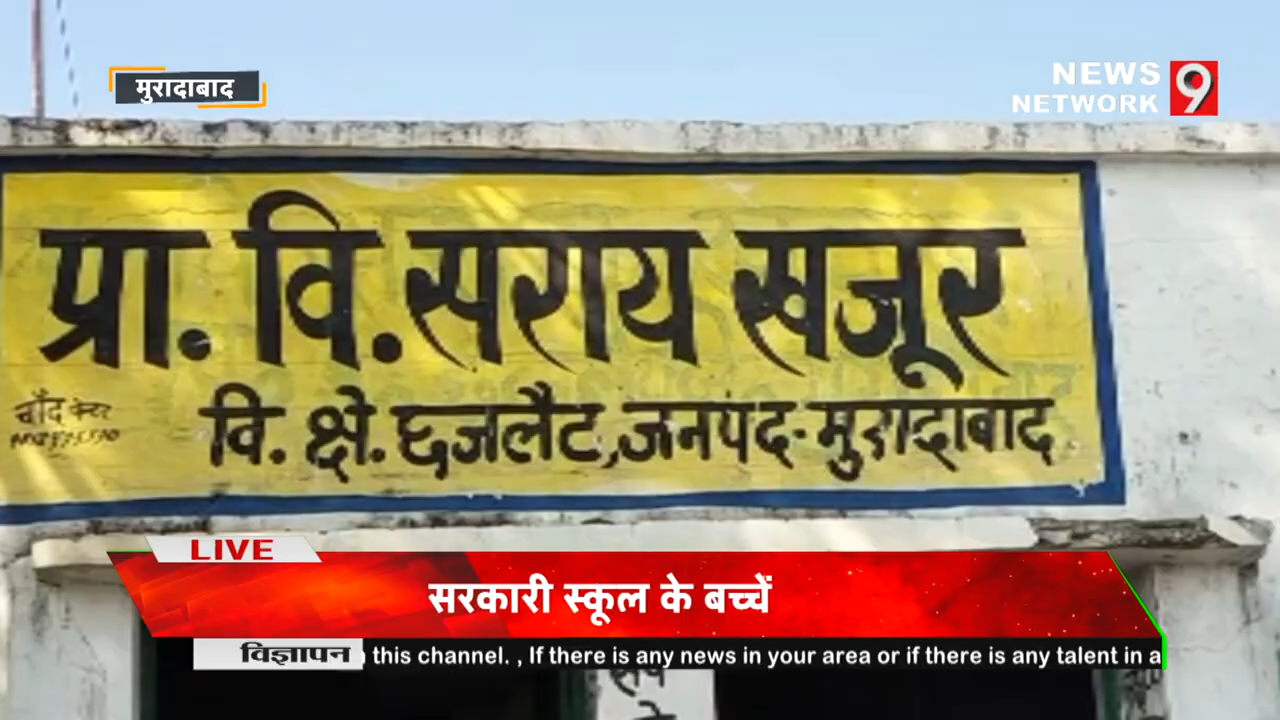 मुरादाबाद
NEWS
NETWORK 9
प्रा. वि. सराय खजूर
वि. क्षे. छजलैट, जनपद-मुरादाबाद
LIVE
सरकारी स्कूल के बच्चें
विज्ञापन this channel. , If there is any news in your area or if there is any talent in a